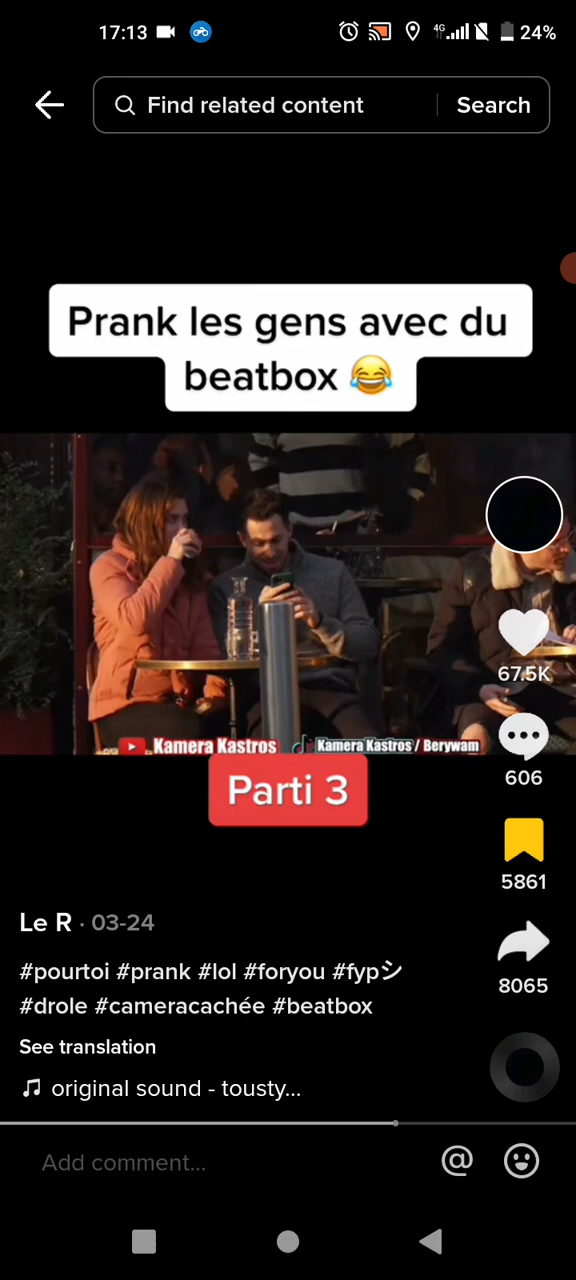 17:13 4G 24%
Find related content Search
Prank les gens avec du
beatbox 😂
67.5K
606
Kamera Kastros Kamera Kastros / Berywam
Parti 3
5861
Le R · 03-24
8065
#pourtoi #prank #lol #foryou #fypシ
#drole #cameracachée #beatbox
See translation
original sound - tousty...
Add comment...